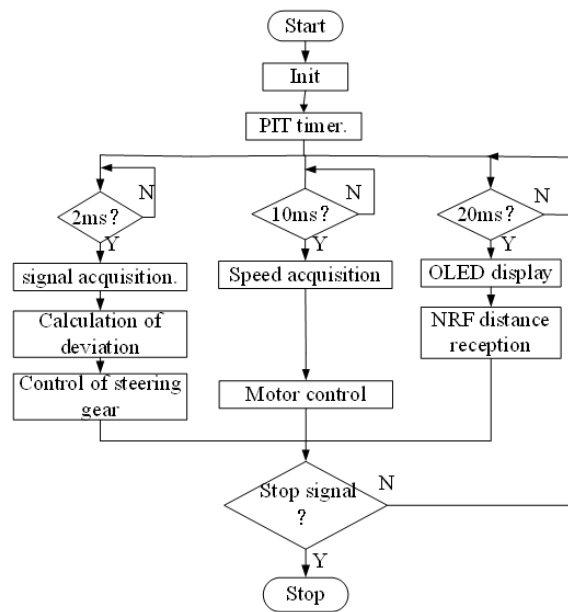 Start
Init
PIT timer.
N
2ms?
Y
signal acquisition.
Calculation of
deviation
Control of steering
gear
N
10ms?
Y
Speed acquisition
Motor control
N
20ms?
Y
OLED display
NRF distance
reception
Stop signal
?
N
Y
Stop